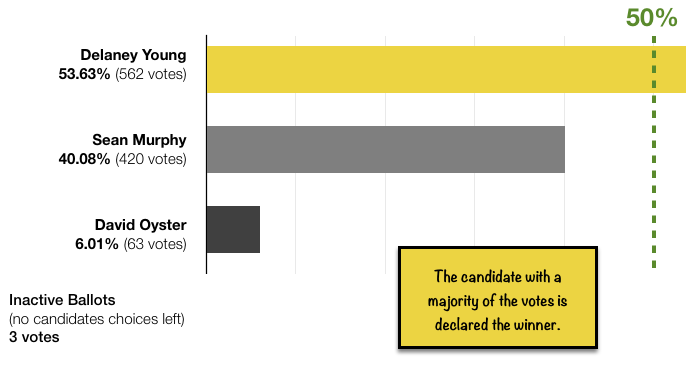 50%
Delaney Young
53.63% (562 votes)
Sean Murphy
40.08% (420 votes)
David Oyster
6.01% (63 votes)
The candidate with a
majority of the votes is
declared the winner.
Inactive Ballots
(no candidates choices left)
3 votes